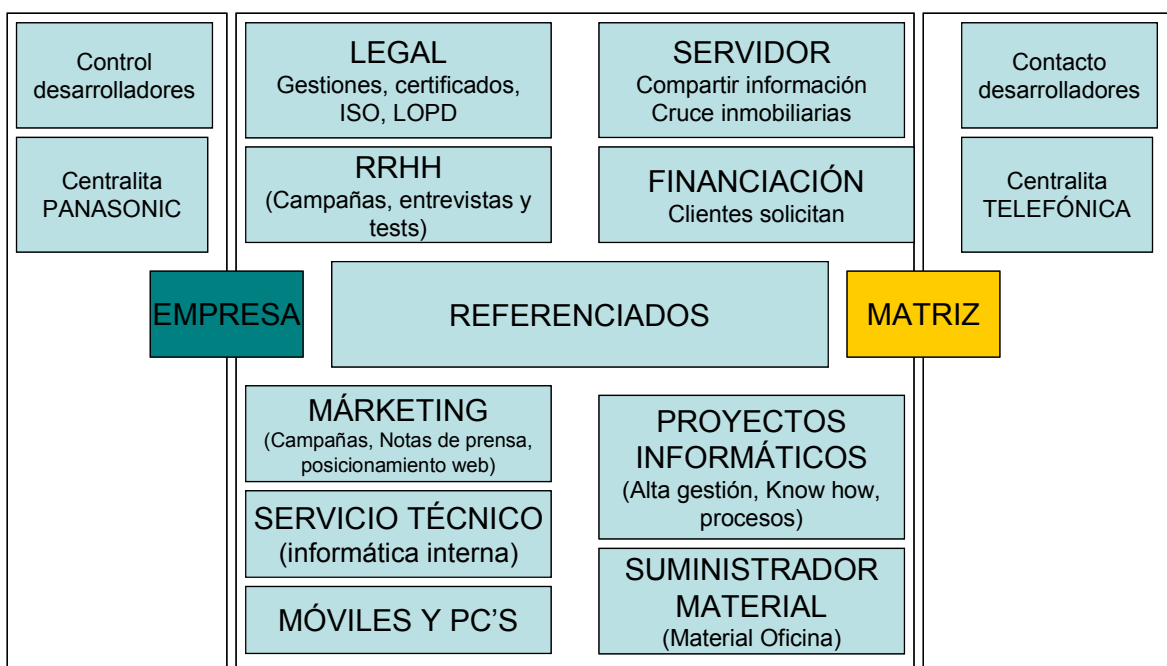 Control
desarrolladores
Centralita
PANASONIC
LEGAL
Gestiones, certificados,
ISO, LOPD
SERVIDOR
Compartir información
Cruce inmobiliarias
RRHH
(Campañas, entrevistas y
tests)
FINANCIACIÓN
Clientes solicitan
Contacto
desarrolladores
Centralita
TELEFÓNICA
EMPRESA
REFERENCIADOS
MATRIZ
MÁRKETING
(Campañas, Notas de prensa,
posicionamiento web)
PROYECTOS
INFORMÁTICOS
(Alta gestión, Know how,
procesos)
SERVICIO TÉCNICO
(informática interna)
SUMINISTRADOR
MATERIAL
(Material Oficina)
MÓVILES Y PC’S